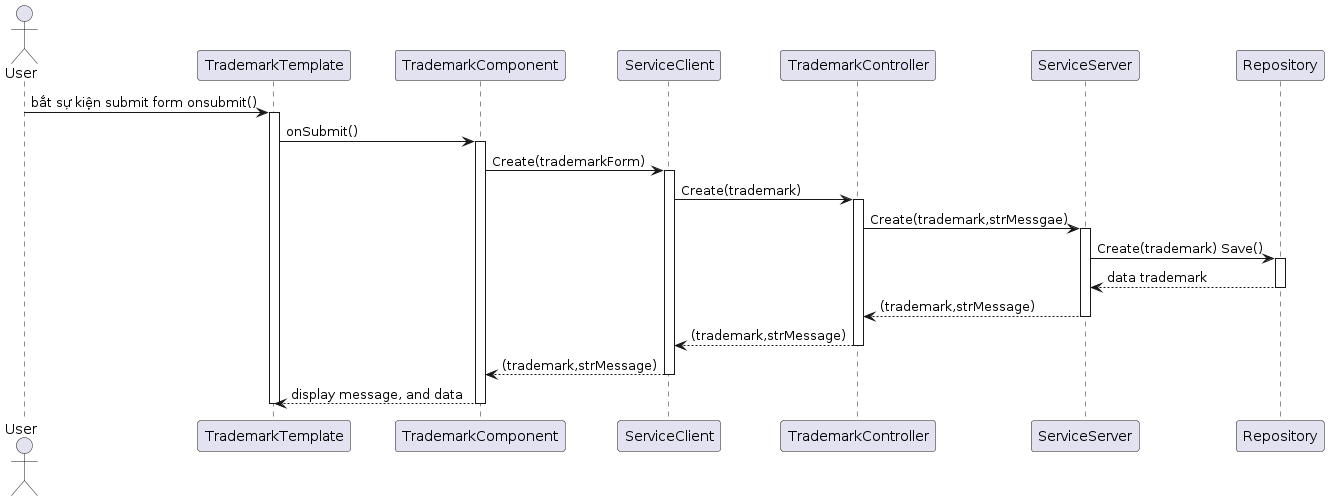 User
TrademarkTemplate
TrademarkComponent
ServiceClient
TrademarkController
ServiceServer
Repository
bắt sự kiện submit form onsubmit()
onSubmit()
Create(trademarkForm)
Create(trademark)
Create(trademark,strMessgae)
Create(trademark) Save()
data trademark
(trademark,strMessage)
(trademark,strMessage)
(trademark,strMessage)
display message, and data
User
TrademarkTemplate
TrademarkComponent
ServiceClient
TrademarkController
ServiceServer
Repository